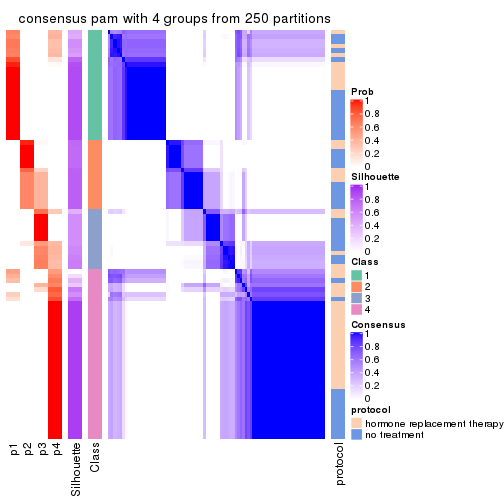 consensus pam with 4 groups from 250 partitions
Prob
1
0.8
0.6
0.4
0.2
0
Silhouette
1
0.8
0.6
0.4
0.2
0
Class
1
2
3
4
Consensus
1
0.8
0.6
0.4
0.2
0
protocol
hormone replacement therapy
no treatment
p1
p2
p3
p4
Silhouette
Class
protocol